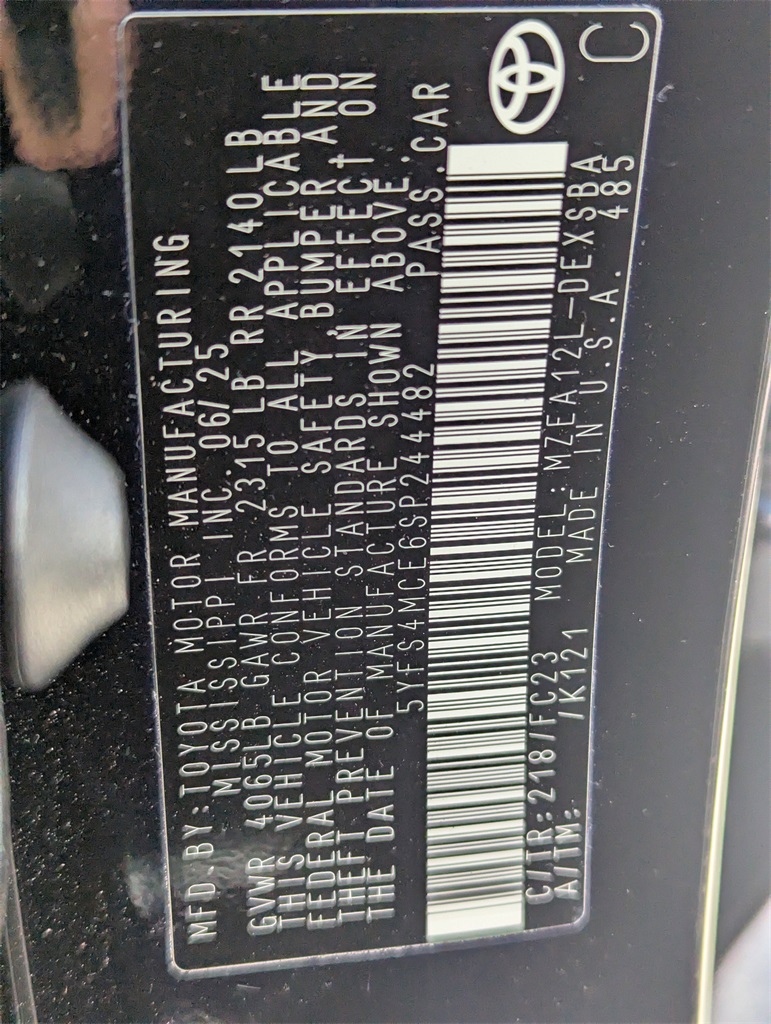 MFD.BY:TOYOTA MOTOR MANUFACTURING
MISSISSIPPI INC. 06/25
GVWR 4065LB GAWR FR 2315 LB RR 2140LB
THIS VEHICLE CONFORMS TO ALL APPLICABLE
FEDERAL MOTOR VEHICLE SAFETY, BUMPER AND
THEFT PREVENTION STANDARDS IN EFFECT ON
THE DATE OF MANUFACTURE SHOWN ABOVE.
5YFS4MCE6SP244482 PASS.CAR
C/TR:218/FC23 MODEL:MZEA12L-DEXSBA
A/TM: /K121 MADE IN U.S.A. 485
C